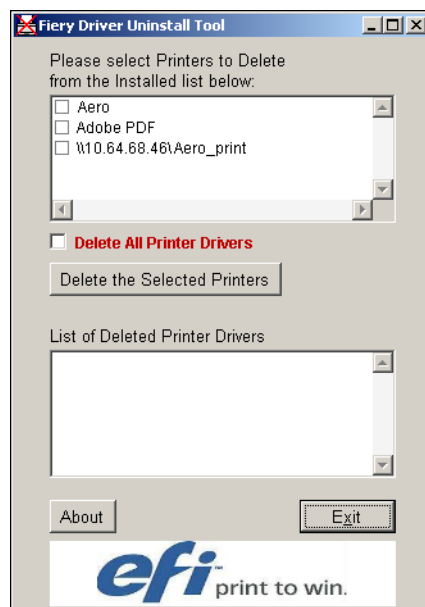 Fiery Driver Uninstall Tool
Please select Printers to Delete
from the Installed list below:
Aero
Adobe PDF
\\10.64.68.46\Aero_print
Delete All Printer Drivers
Delete the Selected Printers
List of Deleted Printer Drivers
About
Exit
efi™ print to win.